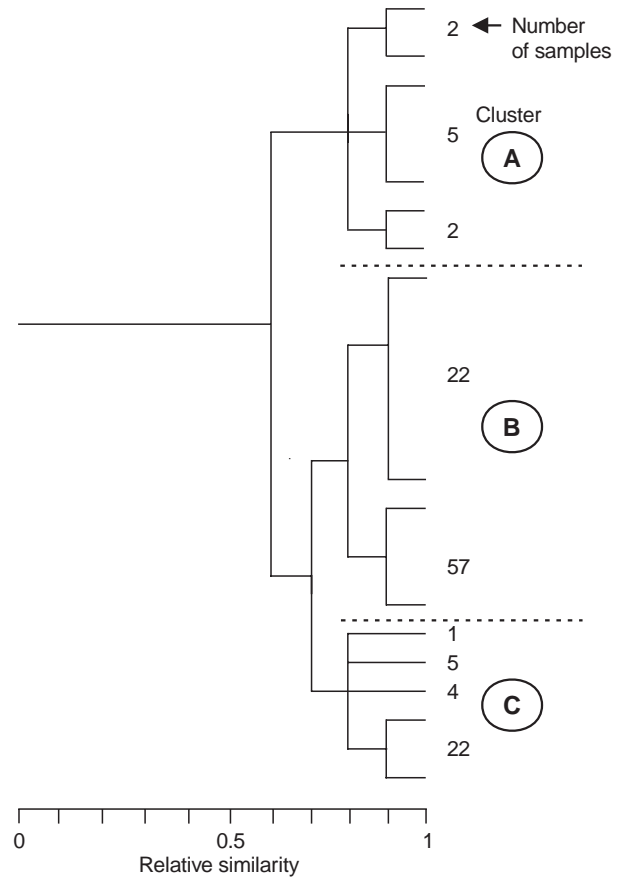 2 Number
of samples
Cluster
5
A
2
22
B
57
1
5
4
C
22
0 0.5 1
Relative similarity